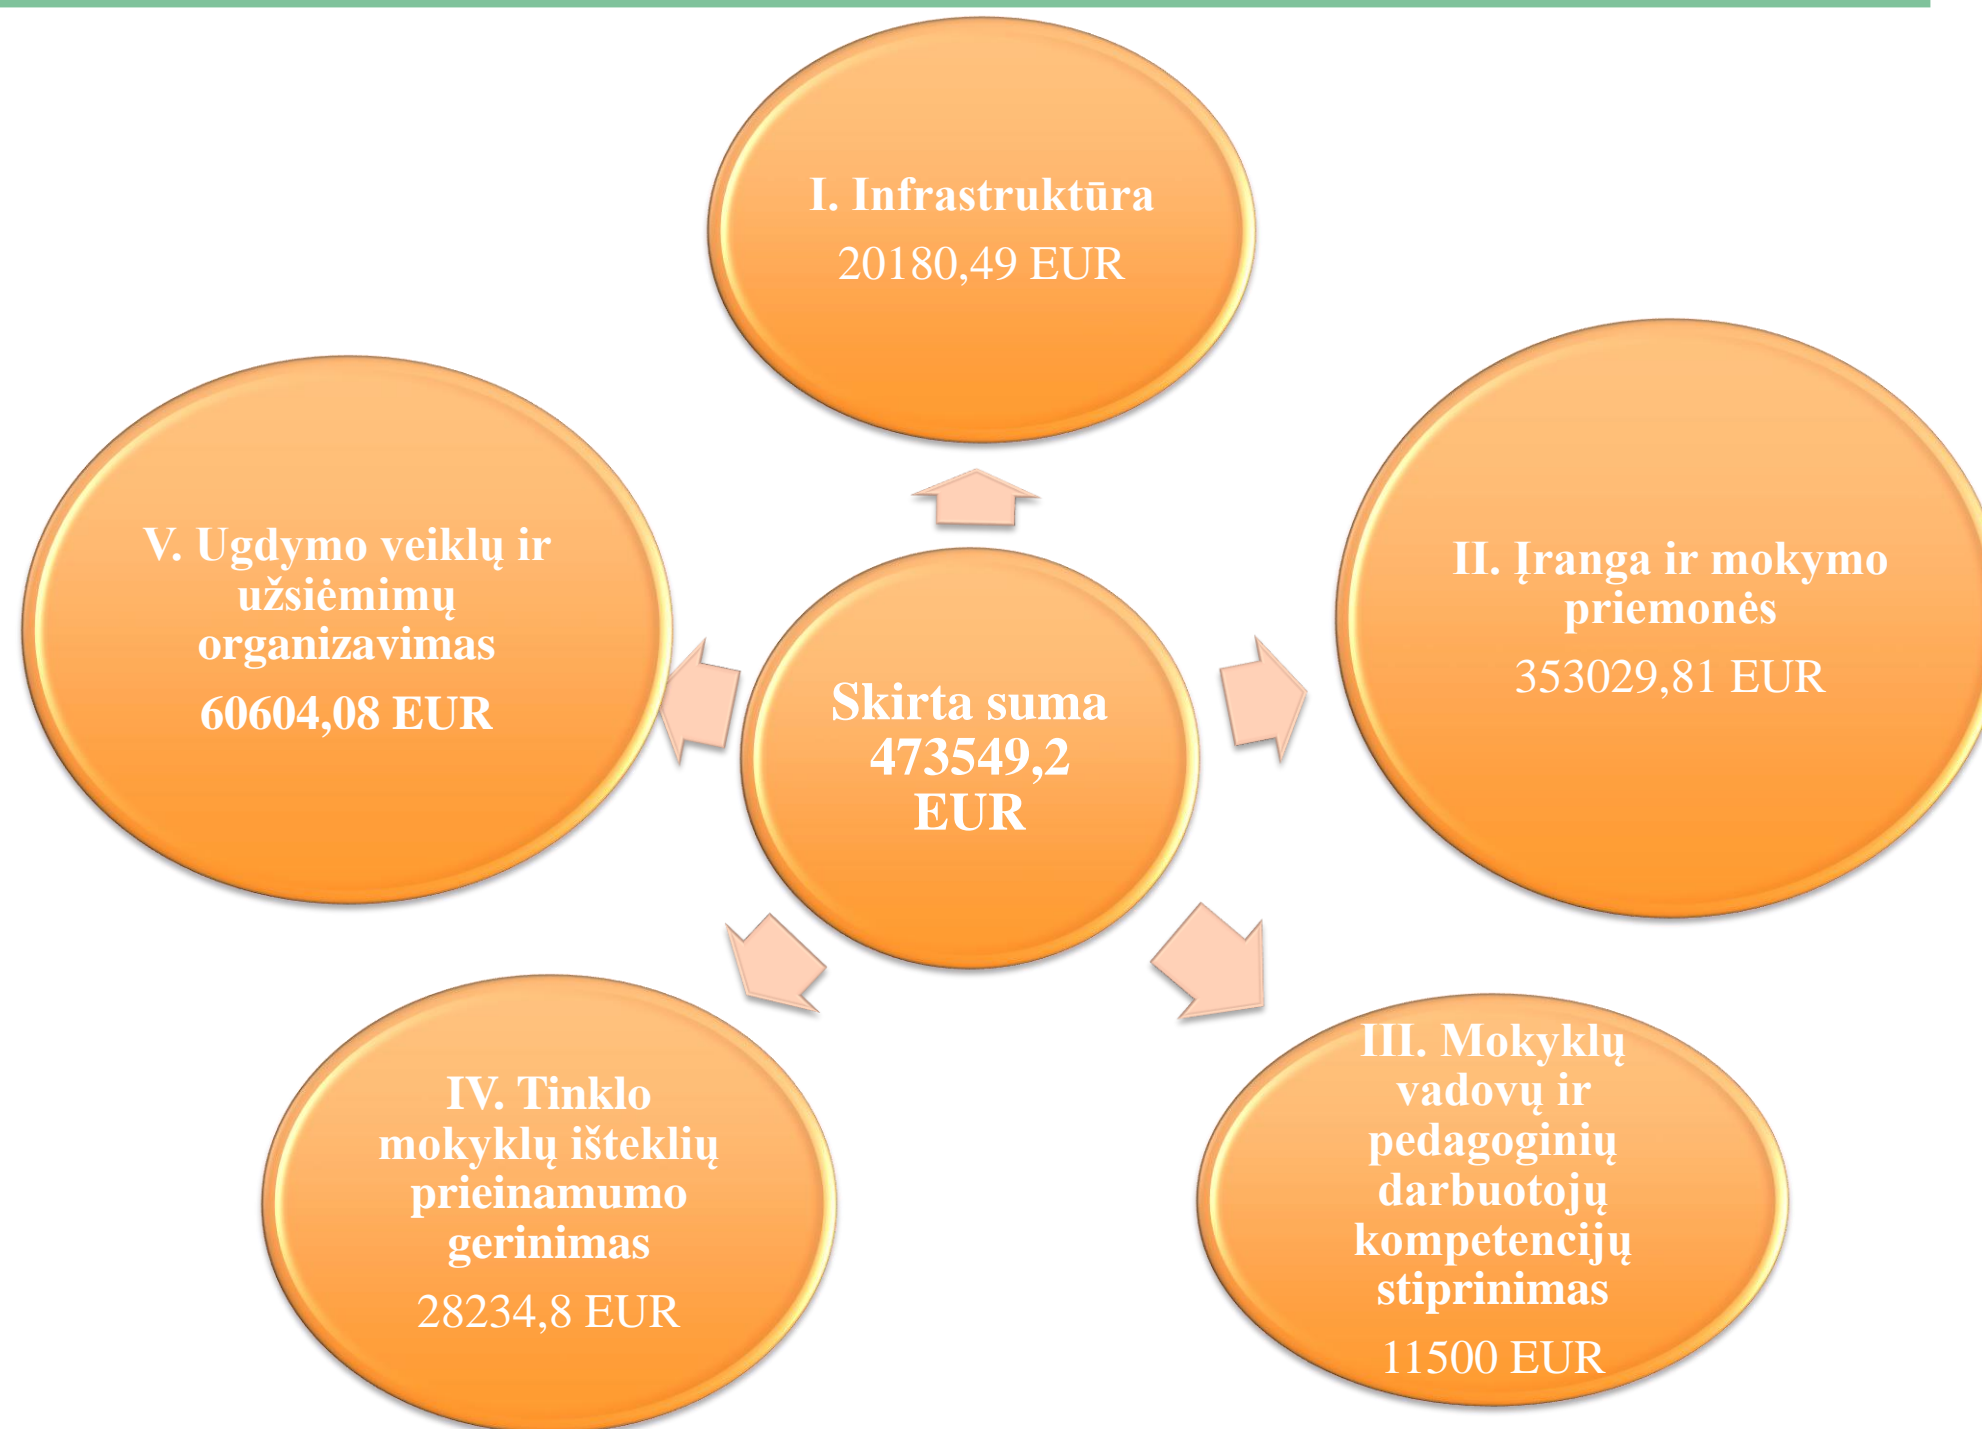 I. Infrastruktūra
20180,49 EUR
II. Įranga ir mokymo
priemonės
353029,81 EUR
III. Mokyklų
vadovų ir
pedagoginių
darbuotojų
kompetencijų
stiprinimas
11500 EUR
IV. Tinklo
mokyklų išteklių
prieinamumo
gerinimas
28234,8 EUR
V. Ugdymo veiklų ir
užsiėmimų
organizavimas
60604,08 EUR
Skirta suma
473549,2
EUR